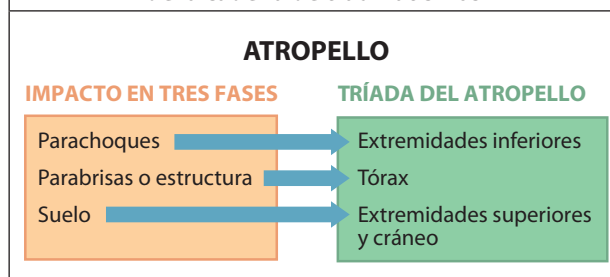 ATROPELLO
IMPACTO EN TRES FASES
TRÍADA DEL ATROPELLO
Parachoques
Extremidades inferiores
Parabrisas o estructura
Tórax
Suelo
Extremidades superiores
y cráneo